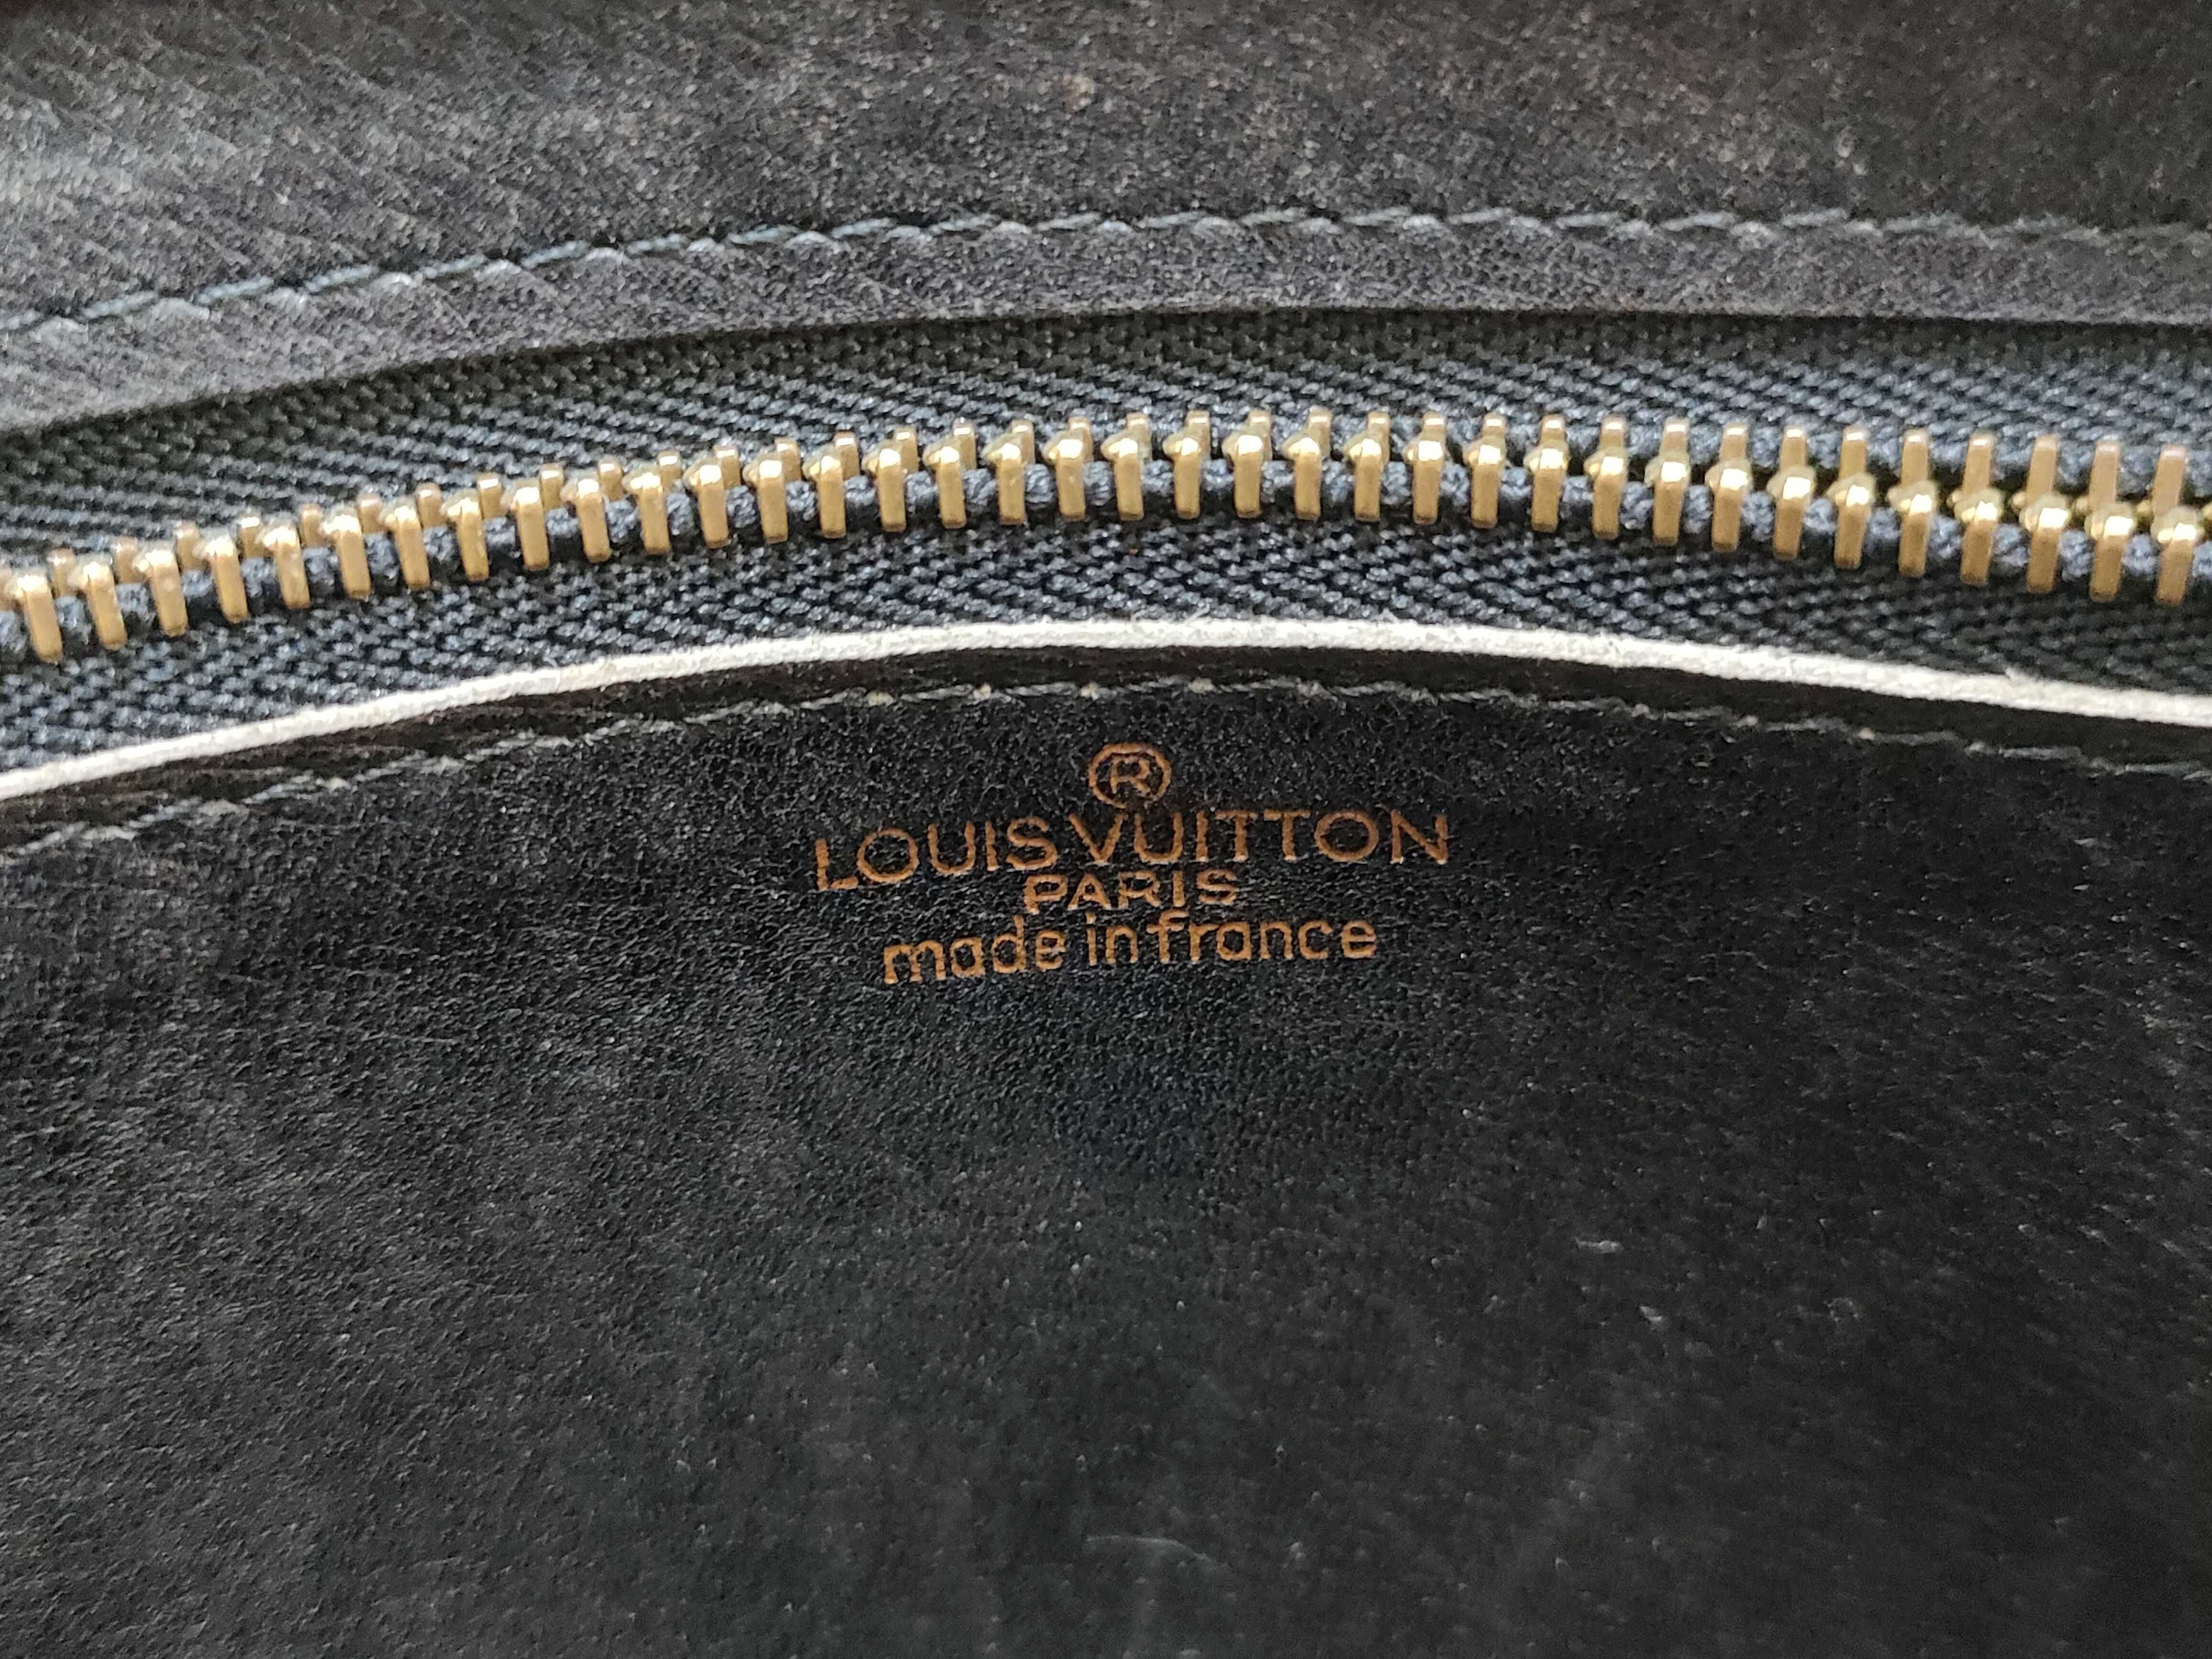 ®
LOUIS VUITTON
PARIS
made in france